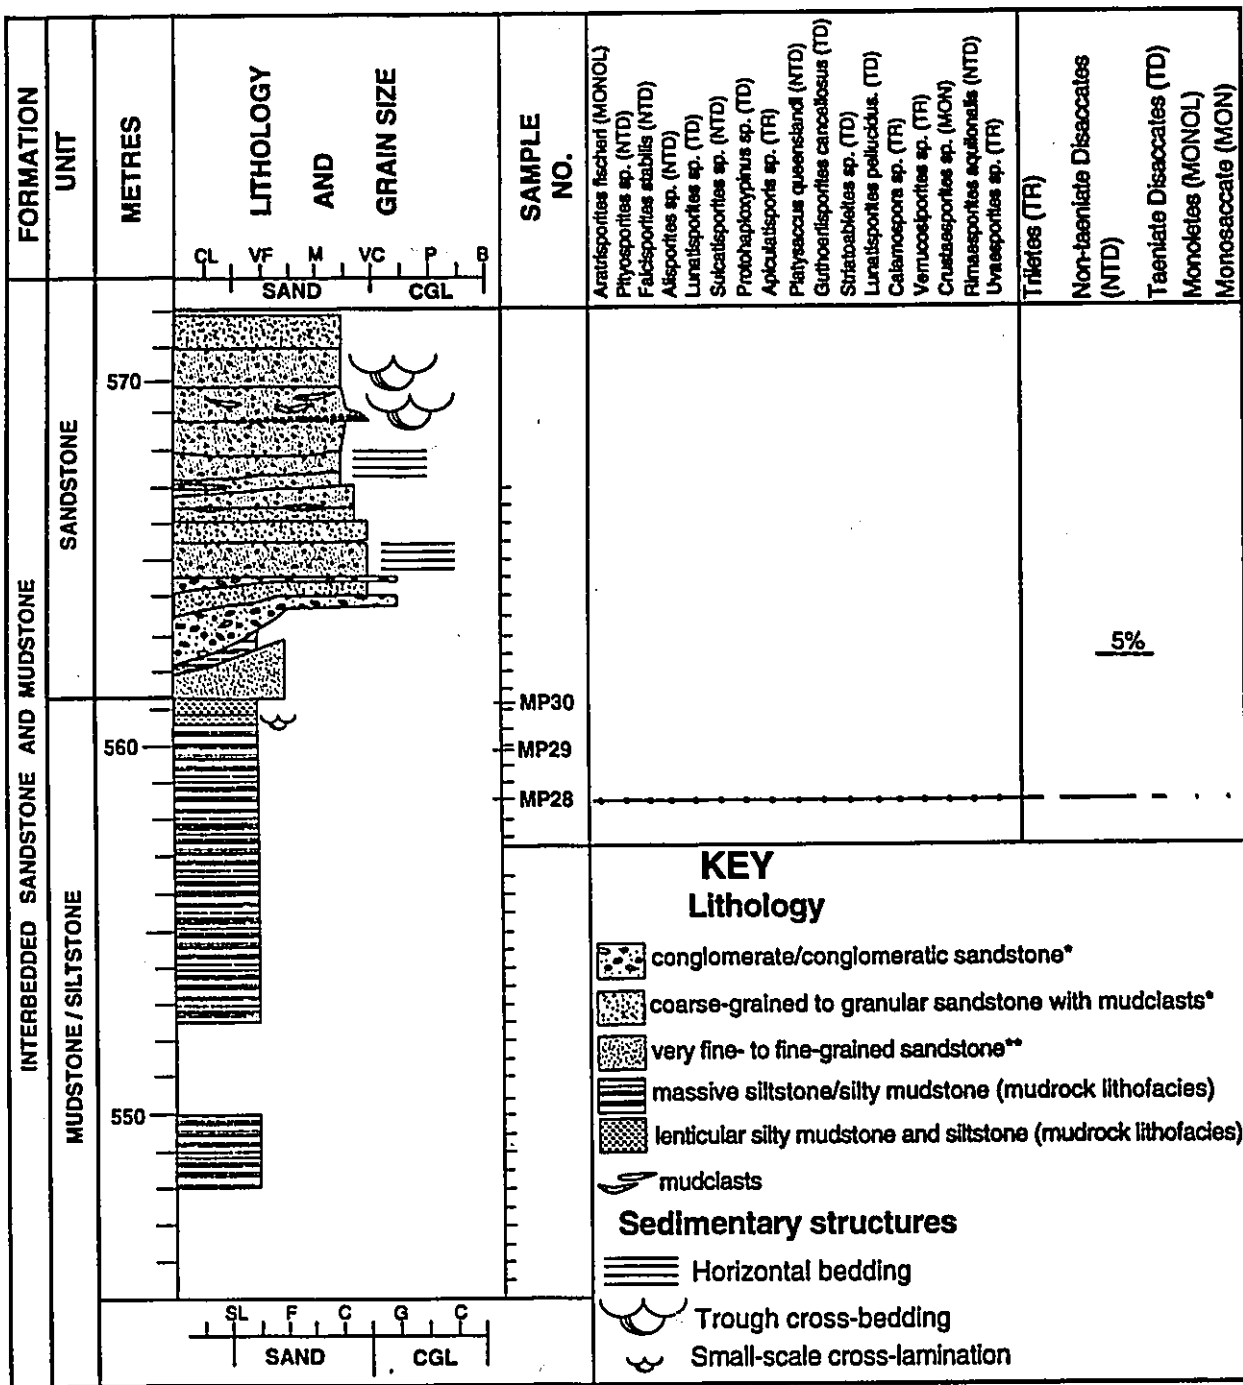 FORMATION
UNIT
METRES
LITHOLOGY
AND
GRAIN SIZE
SAMPLE
NO.
Aratrisporites fischeri (MONOL)
Pityosporites sp. (NTD)
Falcisporites stabilis (NTD)
Alisporites sp. (NTD)
Lunatisporites sp. (TD)
Sulcatisporites sp. (NTD)
Protohaploxypinus sp. (TD)
Apiculatisporis sp. (TR)
Platysaccus queenslandi (NTD)
Guthoerlisporites cancellosus (TD)
Striatoabieites sp. (TD)
Lunatisporites pellucidus. (TD)
Calamospora sp. (TR)
Verrucosisporites sp. (TR)
Crustaesporites sp. (MON)
Rimaesporites aquilonalis (NTD)
Uvaesporites sp. (TR)
Triletes (TR)
Non-taeniate Disaccates
(NTD)
Taeniate Disaccates (TD)
Monoletes (MONOL)
Monosaccate (MON)
CL VF M VC P B
SAND CGL
INTERBEDDED SANDSTONE AND MUDSTONE
SANDSTONE
MUDSTONE / SILTSTONE
570
5%
MP30
560
MP29
MP28
550
KEY
Lithology
conglomerate/conglomeratic sandstone*
coarse-grained to granular sandstone with mudclasts*
very fine- to fine-grained sandstone**
massive siltstone/silty mudstone (mudrock lithofacies)
lenticular silty mudstone and siltstone (mudrock lithofacies)
mudclasts
Sedimentary structures
Horizontal bedding
Trough cross-bedding
Small-scale cross-lamination
SL F C G C
SAND CGL